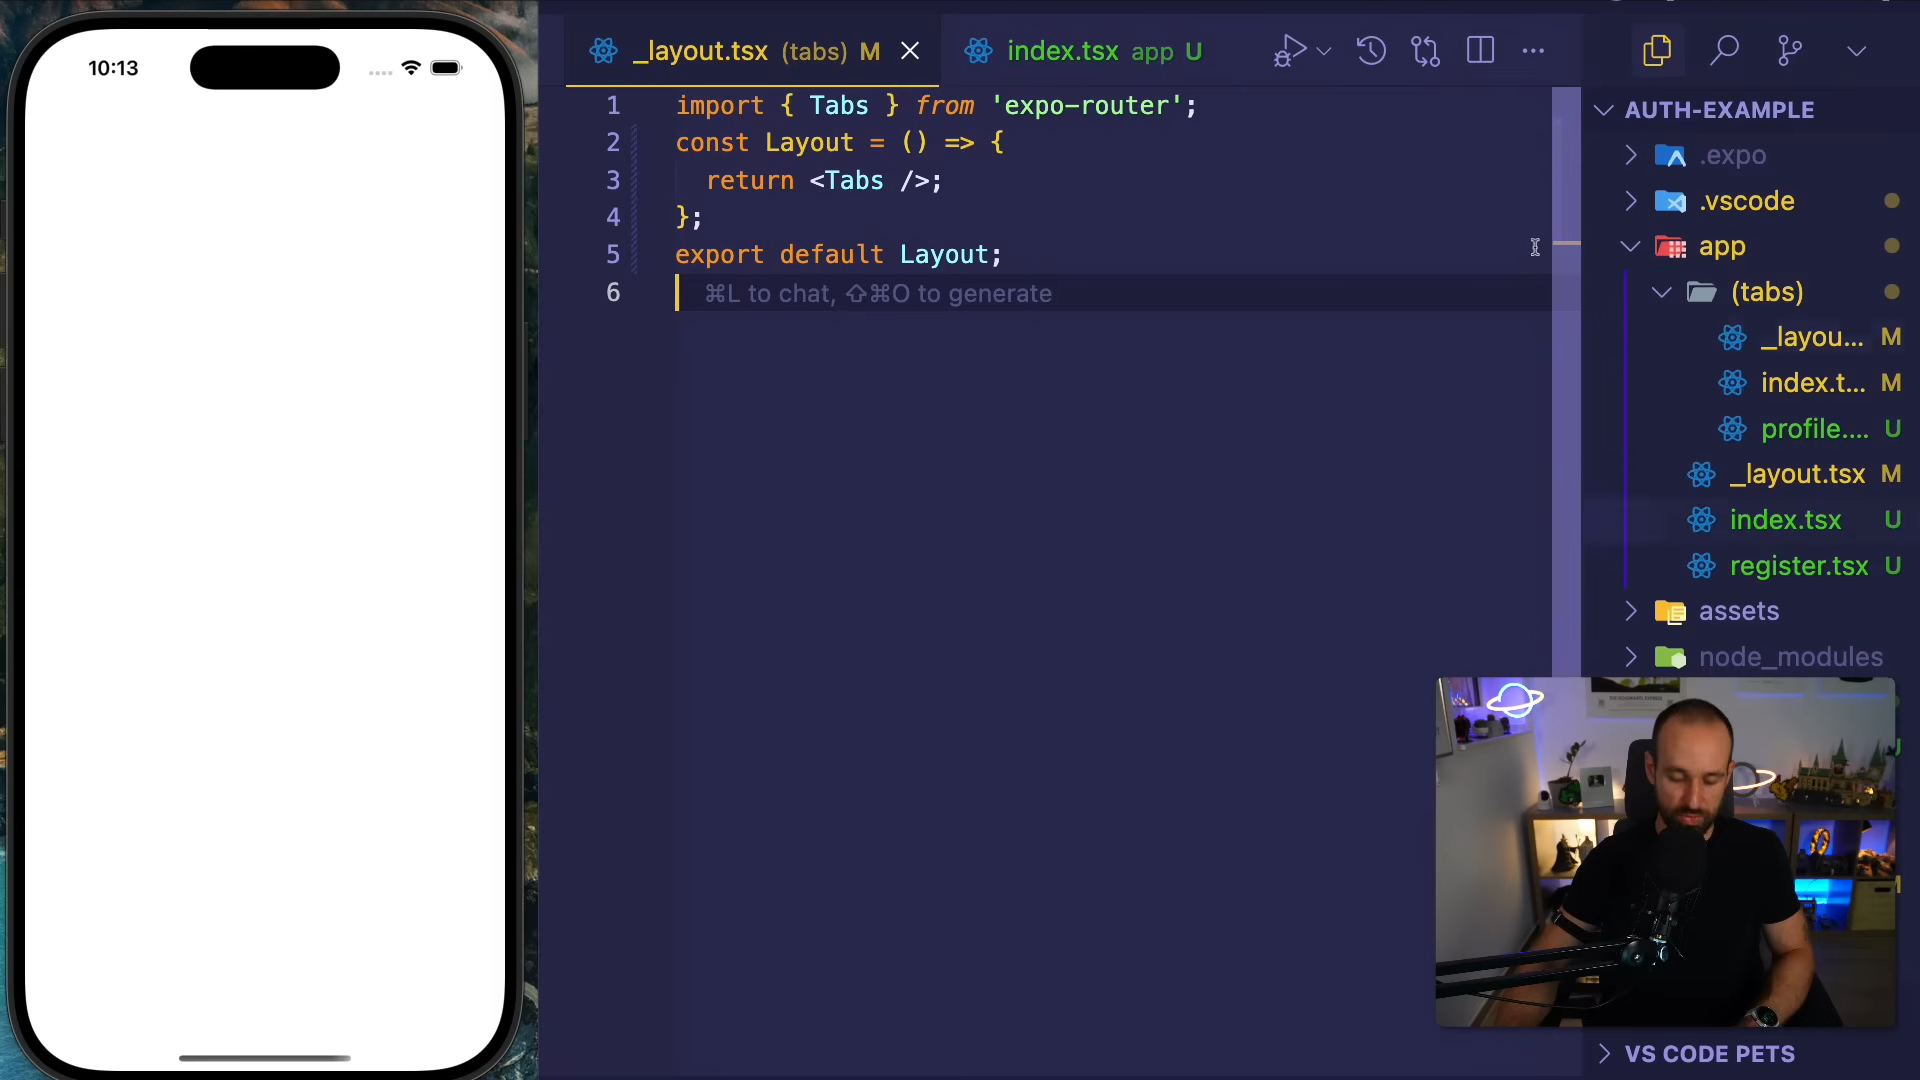 10:13
_layout.tsx (tabs) M
index.tsx app U
1 import { Tabs } from 'expo-router';
2 const Layout = () => {
3 return <Tabs />;
4 };
5 export default Layout;
6 ⌘L to chat, ⇧⌘O to generate
AUTH-EXAMPLE
.expo
.vscode
app
(tabs)
_layou... M
index.t... M
profile.... U
_layout.tsx M
index.tsx U
register.tsx U
assets
node_modules
VS CODE PETS